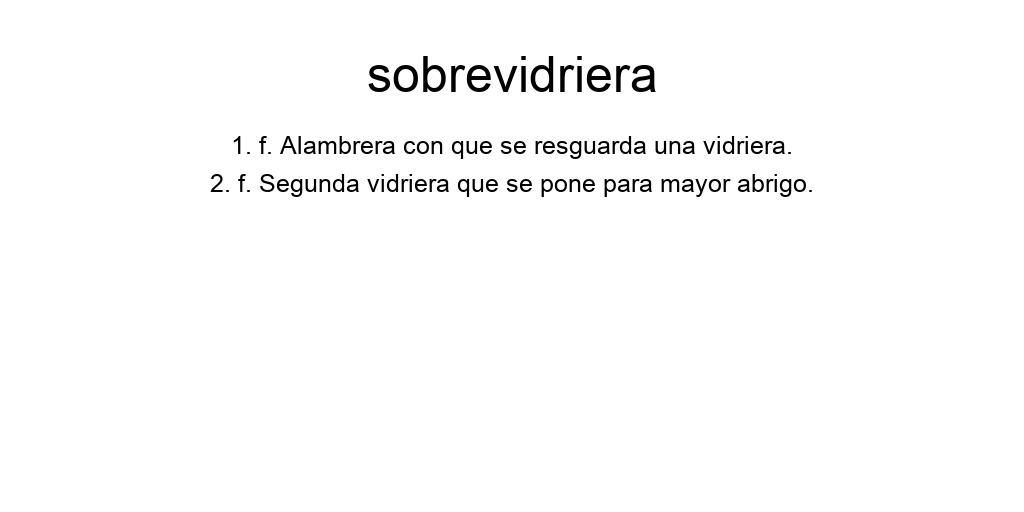 sobrevidriera
1. f. Alambrera con que se resguarda una vidriera.
2. f. Segunda vidriera que se pone para mayor abrigo.